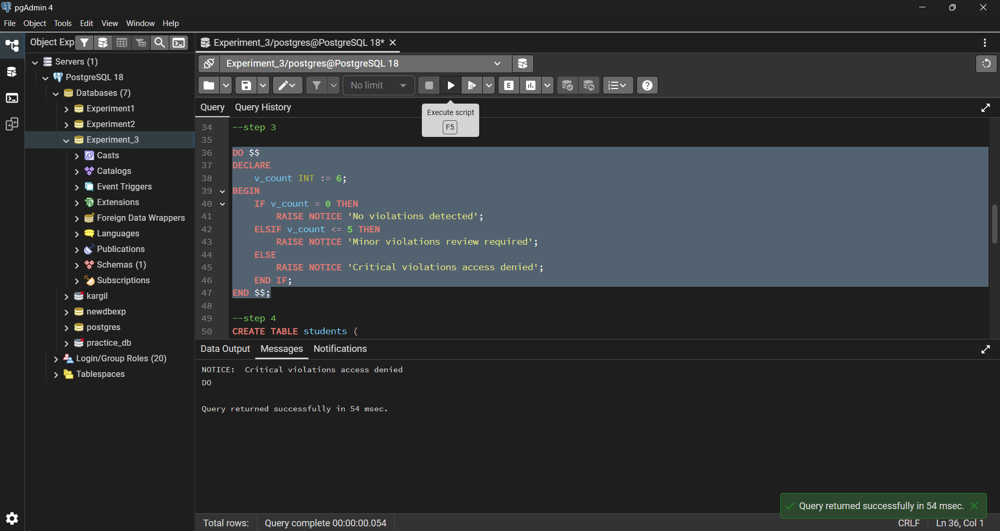 pgAdmin 4
File Object Tools Edit View Window Help
Object Exp
Experiment_3/postgres@PostgreSQL 18*
Servers (1)
PostgreSQL 18
Databases (7)
Experiment1
Experiment2
Experiment_3
Casts
Catalogs
Event Triggers
Extensions
Foreign Data Wrappers
Languages
Publications
Schemas (1)
Subscriptions
kargil
newdbexp
postgres
practice_db
Login/Group Roles (20)
Tablespaces
Experiment_3/postgres@PostgreSQL 18
No limit
E
Query Query History
Execute script
F5
34 --step 3
35
36 DO $$
37 DECLARE
38 v_count INT := 6;
39 BEGIN
40 IF v_count = 0 THEN
41 RAISE NOTICE 'No violations detected';
42 ELSIF v_count <= 5 THEN
43 RAISE NOTICE 'Minor violations review required';
44 ELSE
45 RAISE NOTICE 'Critical violations access denied';
46 END IF;
47 END $$;
48
49 --step 4
50 CREATE TABLE students (
Data Output Messages Notifications
NOTICE: Critical violations access denied
DO
Query returned successfully in 54 msec.
Query returned successfully in 54 msec.
Total rows: Query complete 00:00:00.054 CRLF Ln 36, Col 1